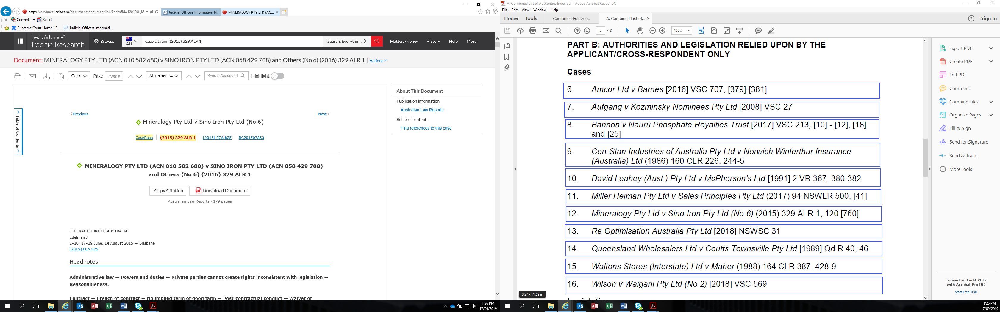 https://advance.lexis.com/document/documentlink/?pdmfid=120100
Judicial Officers Information N...
MINERALOGY PTY LTD (AC...
Convert
Select
Supreme Court Home - S...
Judicial Officers Informati...
Lexis Advance®
Pacific Research
Browse
AU
case-citation((2015) 329 ALR 1)
Search: Everything
Matter: -None-
History
Help
More
Document: MINERALOGY PTY LTD (ACN 010 582 680) v SINO IRON PTY LTD (ACN 058 429 708) and Others (No 6) (2016) 329 ALR 1
Actions
Go to
Page
Page #
All terms 4
Search Document
Highlight
Table of Contents
Previous
Next
Mineralogy Pty Ltd v Sino Iron Pty Ltd (No 6)
CaseBase
(2015) 329 ALR 1
[2015] FCA 825
BC201507863
MINERALOGY PTY LTD (ACN 010 582 680) v SINO IRON PTY LTD (ACN 058 429 708)
and Others (No 6) (2016) 329 ALR 1
Copy Citation
Download Document
Australian Law Reports · 179 pages
FEDERAL COURT OF AUSTRALIA
Edelman J
2–10, 17–19 June, 14 August 2015 — Brisbane
[2015] FCA 825
Headnotes
Administrative law — Powers and duties — Private parties cannot create rights inconsistent with legislation —
Reasonableness.
Contract — Breach of contract — No implied term of good faith — Post-contractual conduct — Waiver of
About This Document
Publication Information
Australian Law Reports
Related Content
Find references to this case
1:26 PM
17/09/2019
A. Combined List of Authorities Index.pdf - Adobe Acrobat Reader DC
File Edit View Window Help
Home
Tools
Combined Folder o...
A. Combined List of...
Sign In
2 / 3
150%
PART B: AUTHORITIES AND LEGISLATION RELIED UPON BY THE
APPLICANT/CROSS-RESPONDENT ONLY
Cases
6. Amcor Ltd v Barnes [2016] VSC 707, [379]-[381]
7. Aufgang v Kozminsky Nominees Pty Ltd [2008] VSC 27
8. Bannon v Nauru Phosphate Royalties Trust [2017] VSC 213, [10] - [12], [18]
and [25]
9. Con-Stan Industries of Australia Pty Ltd v Norwich Winterthur Insurance
(Australia) Ltd (1986) 160 CLR 226, 244-5
10. David Leahey (Aust.) Pty Ltd v McPherson's Ltd [1991] 2 VR 367, 380-382
11. Miller Heiman Pty Ltd v Sales Principles Pty Ltd (2017) 94 NSWLR 500, [41]
12. Mineralogy Pty Ltd v Sino Iron Pty Ltd (No 6) (2015) 329 ALR 1, 120 [760]
13. Re Optimisation Australia Pty Ltd [2018] NSWSC 31
14. Queensland Wholesalers Ltd v Coutts Townsville Pty Ltd [1989] Qd R 40, 46
15. Waltons Stores (Interstate) Ltd v Maher (1988) 164 CLR 387, 428-9
16. Wilson v Waigani Pty Ltd (No 2) [2018] VSC 569
Legislation
8.27 x 11.69 in
Export PDF
Create PDF
Edit PDF
Comment
Combine Files
Organize Pages
Fill & Sign
Send for Signature
Send & Track
More Tools
Convert and edit PDFs
with Acrobat Pro DC
Start Free Trial
1:26 PM
17/09/2019